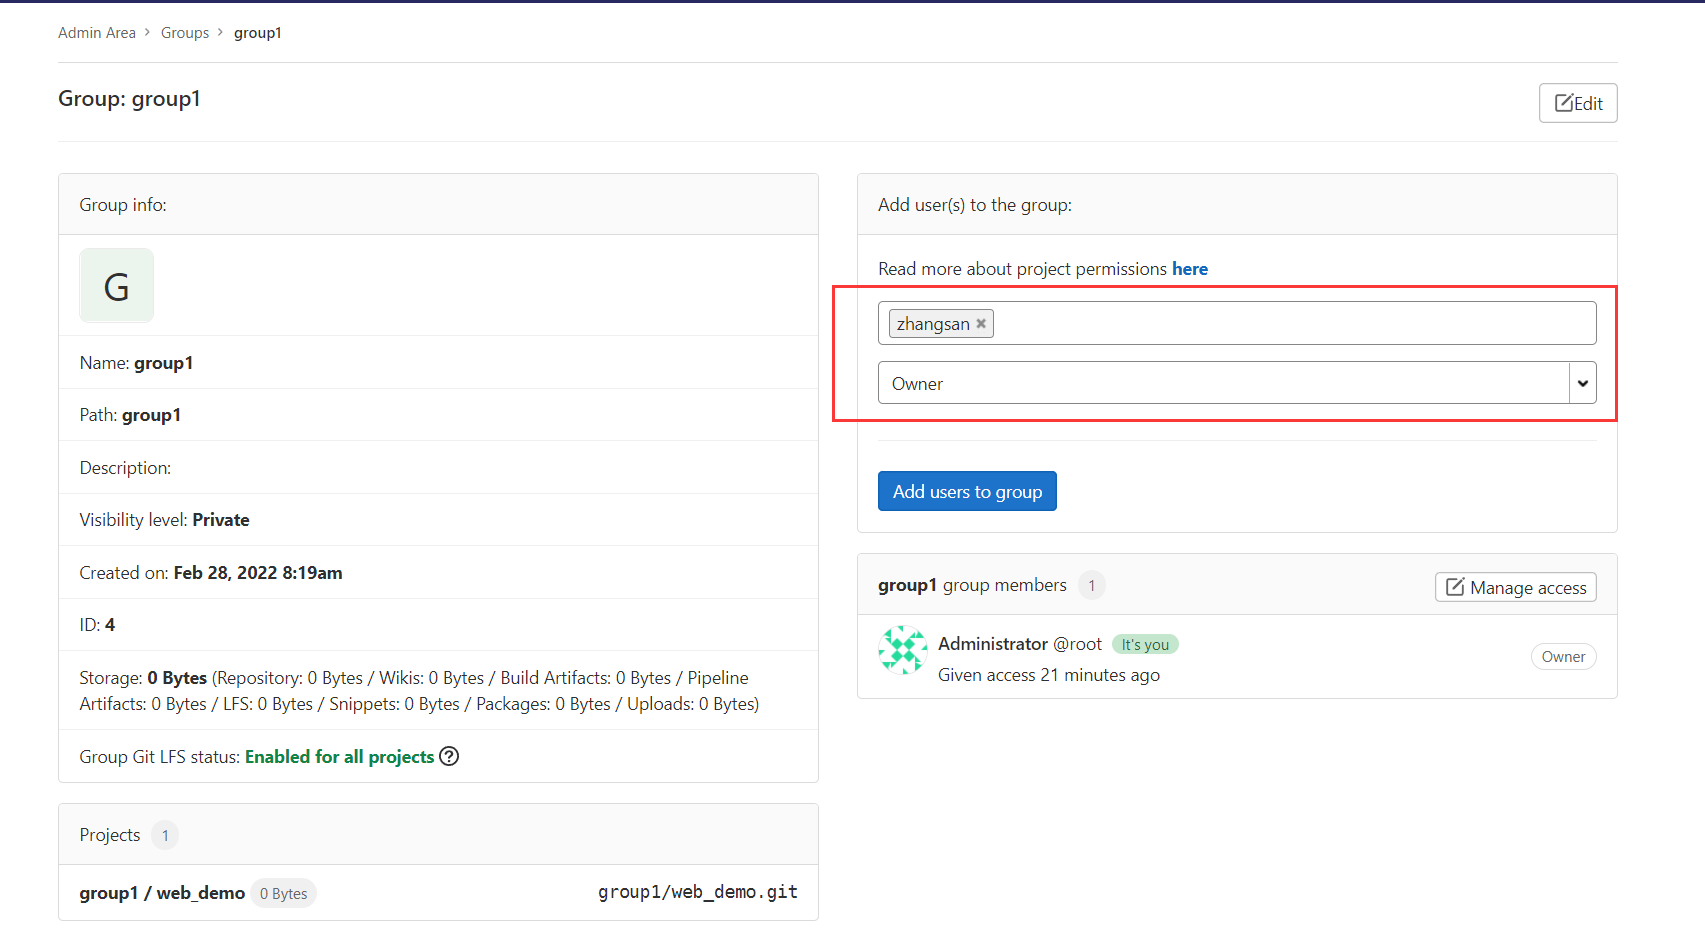 Admin Area > Groups > group1
Group: group1
Edit
Group info:
G
Name: group1
Path: group1
Description:
Visibility level: Private
Created on: Feb 28, 2022 8:19am
ID: 4
Storage: 0 Bytes (Repository: 0 Bytes / Wikis: 0 Bytes / Build Artifacts: 0 Bytes / Pipeline
Artifacts: 0 Bytes / LFS: 0 Bytes / Snippets: 0 Bytes / Packages: 0 Bytes / Uploads: 0 Bytes)
Group Git LFS status: Enabled for all projects
Projects 1
group1 / web_demo 0 Bytes group1/web_demo.git
Add user(s) to the group:
Read more about project permissions here
zhangsan
Owner
Add users to group
group1 group members 1
Manage access
Administrator @root It's you
Given access 21 minutes ago
Owner